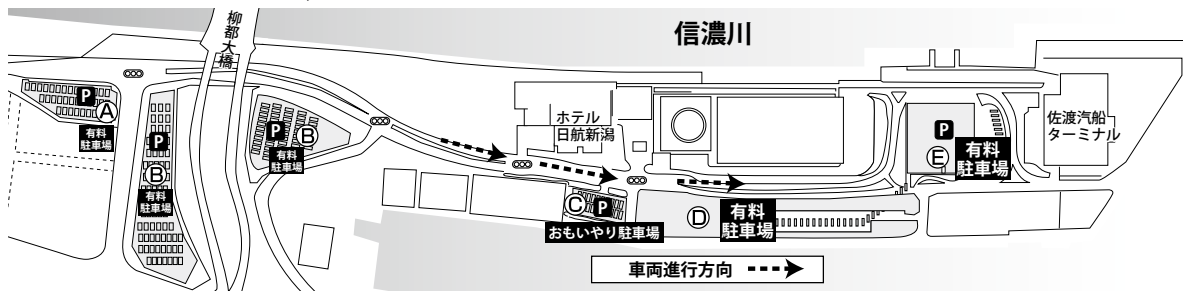 信濃川
柳都大橋
P
A
有料
駐車場
P
B
有料
駐車場
P
B
有料
駐車場
ホテル
日航新潟
C
P
おもいやり駐車場
D
有料
駐車場
P
E
有料
駐車場
佐渡汽船
ターミナル
車両進行方向